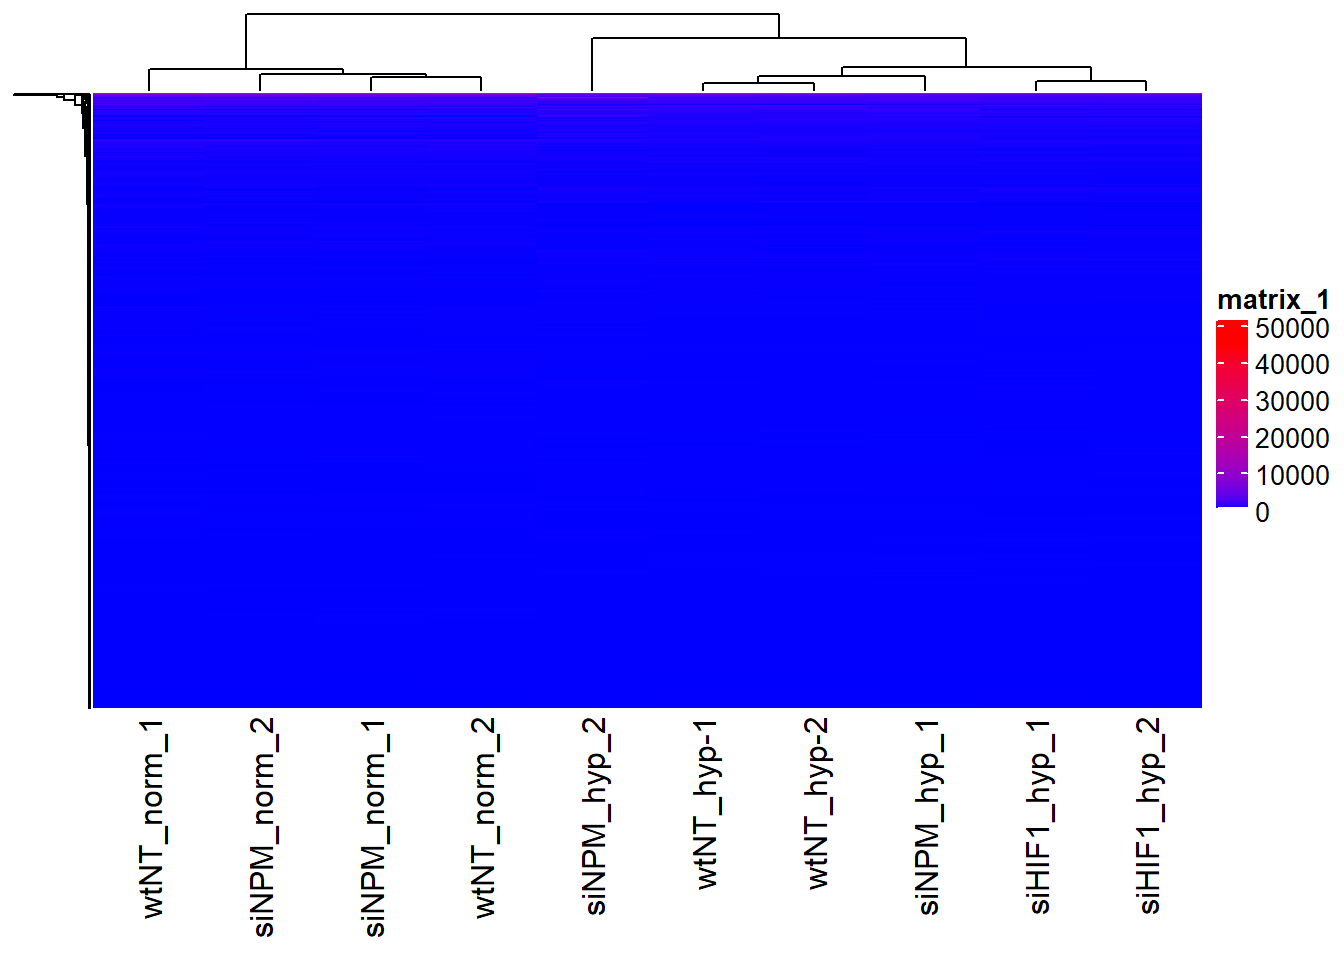 matrix_1
50000
40000
30000
20000
10000
0
wtNT_norm_1
siNPM_norm_2
siNPM_norm_1
wtNT_norm_2
siNPM_hyp_2
wtNT_hyp-1
wtNT_hyp-2
siNPM_hyp_1
siHIF1_hyp_1
siHIF1_hyp_2